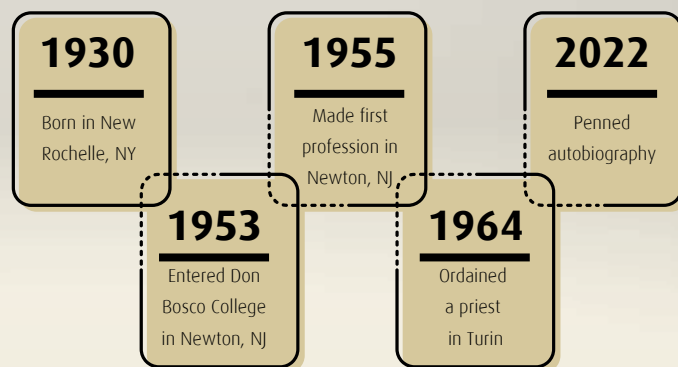 1930
Born in New
Rochelle, NY
1953
Entered Don
Bosco College
in Newton, NJ
1955
Made first
profession in
Newton, NJ
1964
Ordained
a priest
in Turin
2022
Penned
autobiography